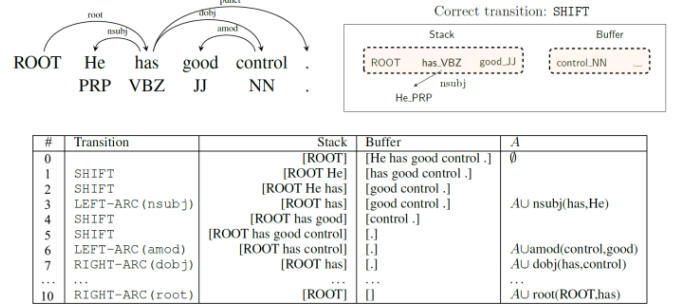 punct
root
dobj
nsubj
amod
ROOT He has good control .
PRP VBZ JJ NN .
Correct transition: SHIFT
Stack
Buffer
ROOT has_VBZ good_JJ
control_NN ._.
nsubj
He_PRP
# Transition Stack Buffer A
0 [ROOT] [He has good control .] ∅
1 SHIFT [ROOT He] [has good control .]
2 SHIFT [ROOT He has] [good control .]
3 LEFT-ARC(nsubj) [ROOT has] [good control .] A∪ nsubj(has,He)
4 SHIFT [ROOT has good] [control .]
5 SHIFT [ROOT has good control] [.]
6 LEFT-ARC(amod) [ROOT has control] [.] A∪amod(control,good)
7 RIGHT-ARC(dobj) [ROOT has] [.] A∪ dobj(has,control)
... ... ... ... ...
10 RIGHT-ARC(root) [ROOT] [] A∪ root(ROOT,has)